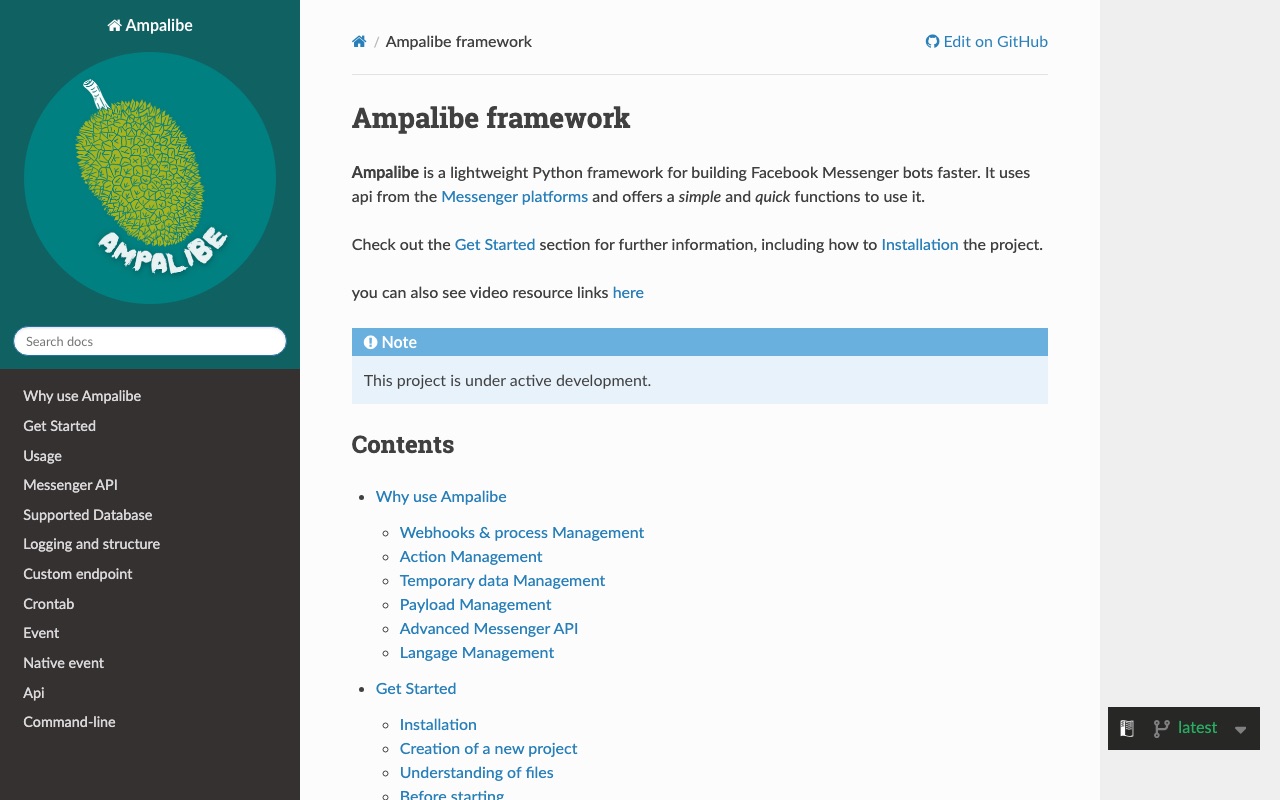 Ampalibe
AMPALIBE
Search docs
Why use Ampalibe
Get Started
Usage
Messenger API
Supported Database
Logging and structure
Custom endpoint
Crontab
Event
Native event
Api
Command-line
/ Ampalibe framework
Edit on GitHub
Ampalibe framework
Ampalibe is a lightweight Python framework for building Facebook Messenger bots faster. It uses
api from the Messenger platforms and offers a simple and quick functions to use it.
Check out the Get Started section for further information, including how to Installation the project.
you can also see video resource links here
Note
This project is under active development.
Contents
• Why use Ampalibe
◦ Webhooks & process Management
◦ Action Management
◦ Temporary data Management
◦ Payload Management
◦ Advanced Messenger API
◦ Langage Management
• Get Started
◦ Installation
◦ Creation of a new project
◦ Understanding of files
◦ Before starting
latest